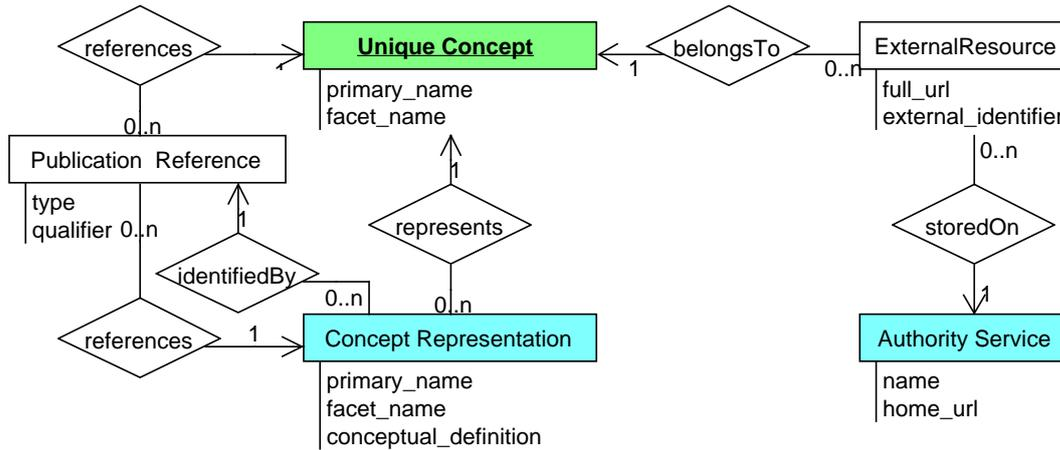 references
Unique Concept
belongsTo
ExternalResource
1
1
0..n
primary_name
facet_name
full_url
external_identifier
0..n
0..n
Publication Reference
1
type
qualifier
0..n
1
represents
storedOn
identifiedBy
0..n
0..n
1
references
1
Concept Representation
Authority Service
primary_name
facet_name
conceptual_definition
name
home_url